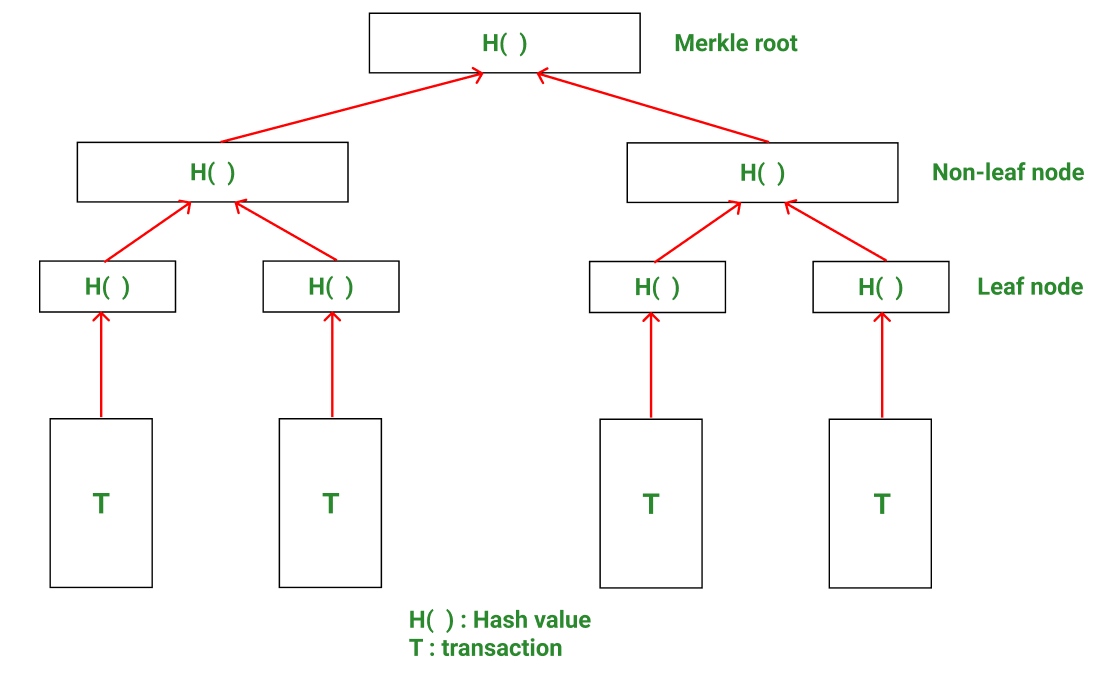 H( )
Merkle root
H( )
H( )
Non-leaf node
H( )
H( )
H( )
H( )
Leaf node
T
T
T
T
H( ) : Hash value
T : transaction